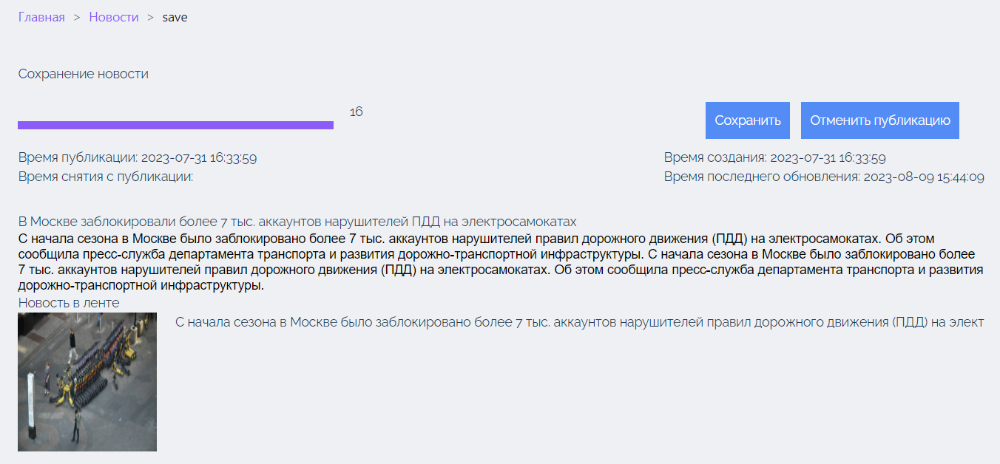 Главная > Новости > save
Сохранение новости
16
Сохранить
Отменить публикацию
Время публикации: 2023-07-31 16:33:59
Время создания: 2023-07-31 16:33:59
Время снятия с публикации:
Время последнего обновления: 2023-08-09 15:44:09
В Москве заблокировали более 7 тыс. аккаунтов нарушителей ПДД на электросамокатах
С начала сезона в Москве было заблокировано более 7 тыс. аккаунтов нарушителей правил дорожного движения (ПДД) на электросамокатах. Об этом
сообщила пресс-служба департамента транспорта и развития дорожно-транспортной инфраструктуры. С начала сезона в Москве было заблокировано более
7 тыс. аккаунтов нарушителей правил дорожного движения (ПДД) на электросамокатах. Об этом сообщила пресс-служба департамента транспорта и развития
дорожно-транспортной инфраструктуры.
Новость в ленте
С начала сезона в Москве было заблокировано более 7 тыс. аккаунтов нарушителей правил дорожного движения (ПДД) на элект